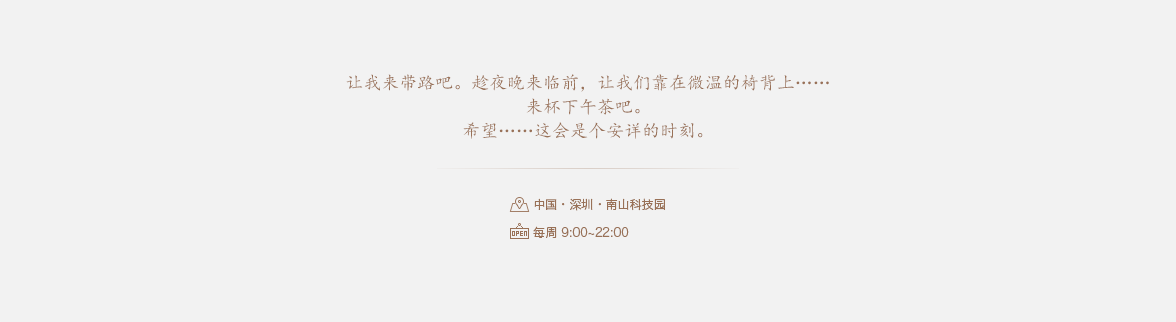 让我来带路吧。趁夜晚来临前，让我们靠在微温的椅背上……
来杯下午茶吧。
希望……这会是个安详的时刻。
中国·深圳·南山科技园
OPEN 每周 9:00~22:00